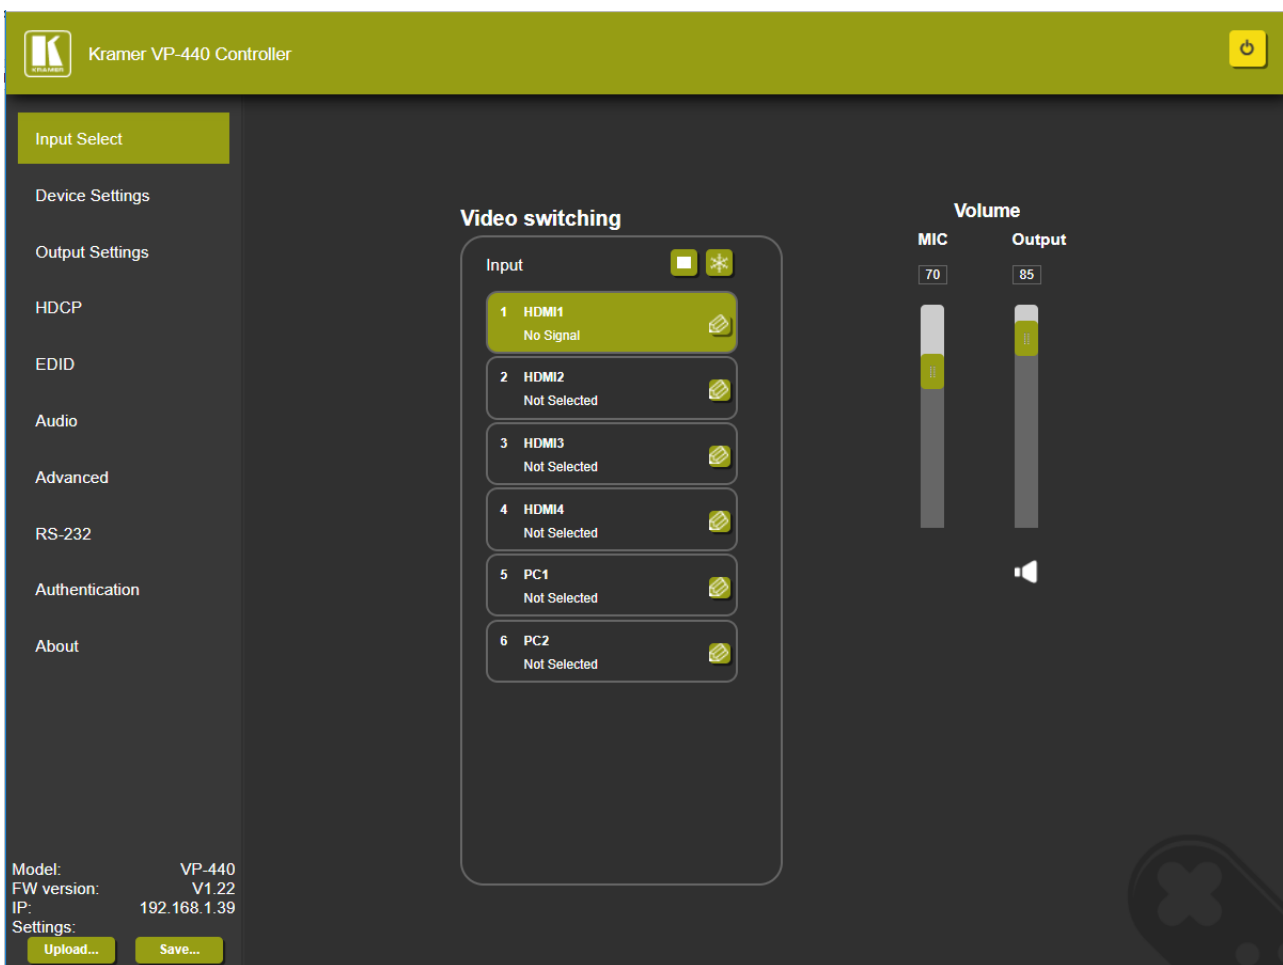 KRAMER
Kramer VP-440 Controller
Input Select
Device Settings
Output Settings
HDCP
EDID
Audio
Advanced
RS-232
Authentication
About
Model: VP-440
FW version: V1.22
IP: 192.168.1.39
Settings:
Upload... Save...
Video switching
Input
1 HDMI1
No Signal
2 HDMI2
Not Selected
3 HDMI3
Not Selected
4 HDMI4
Not Selected
5 PC1
Not Selected
6 PC2
Not Selected
Volume
MIC Output
70 85